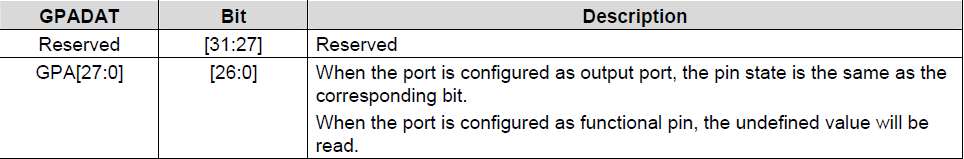 GPADAT Bit Description
Reserved [31:27] Reserved
GPA[27:0] [26:0] When the port is configured as output port, the pin state is the same as the
corresponding bit.
When the port is configured as functional pin, the undefined value will be
read.